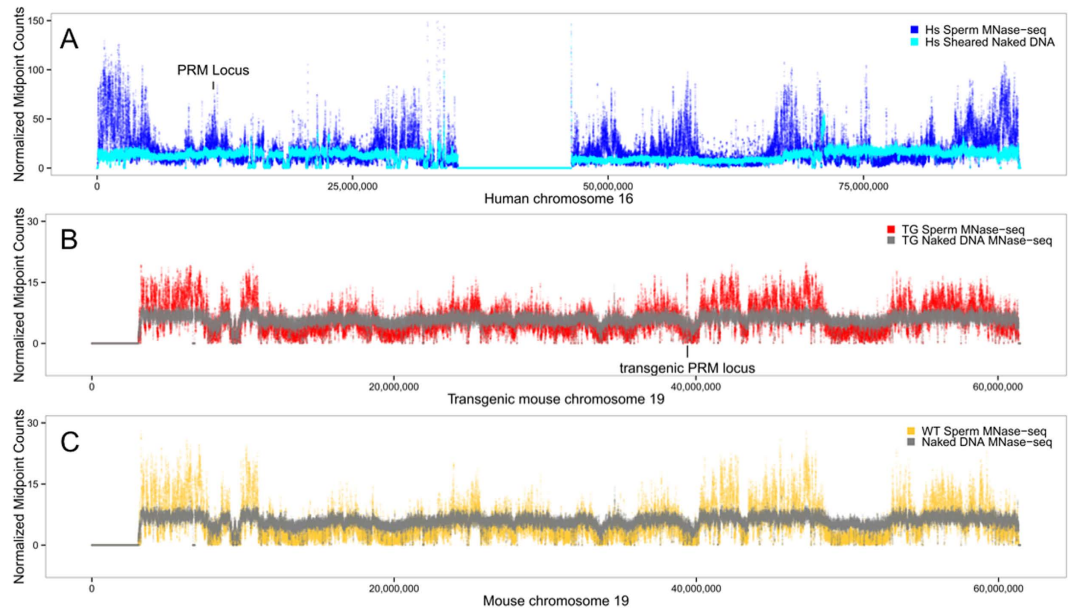 A
Normalized Midpoint Counts
150
100
50
0
PRM Locus
Hs Sperm MNase-seq
Hs Sheared Naked DNA
0
25,000,000
50,000,000
75,000,000
Human chromosome 16
B
Normalized Midpoint Counts
30
15
0
TG Sperm MNase-seq
TG Naked DNA MNase-seq
transgenic PRM locus
0
20,000,000
40,000,000
60,000,000
Transgenic mouse chromosome 19
C
Normalized Midpoint Counts
30
15
0
WT Sperm MNase-seq
Naked DNA MNase-seq
0
20,000,000
40,000,000
60,000,000
Mouse chromosome 19